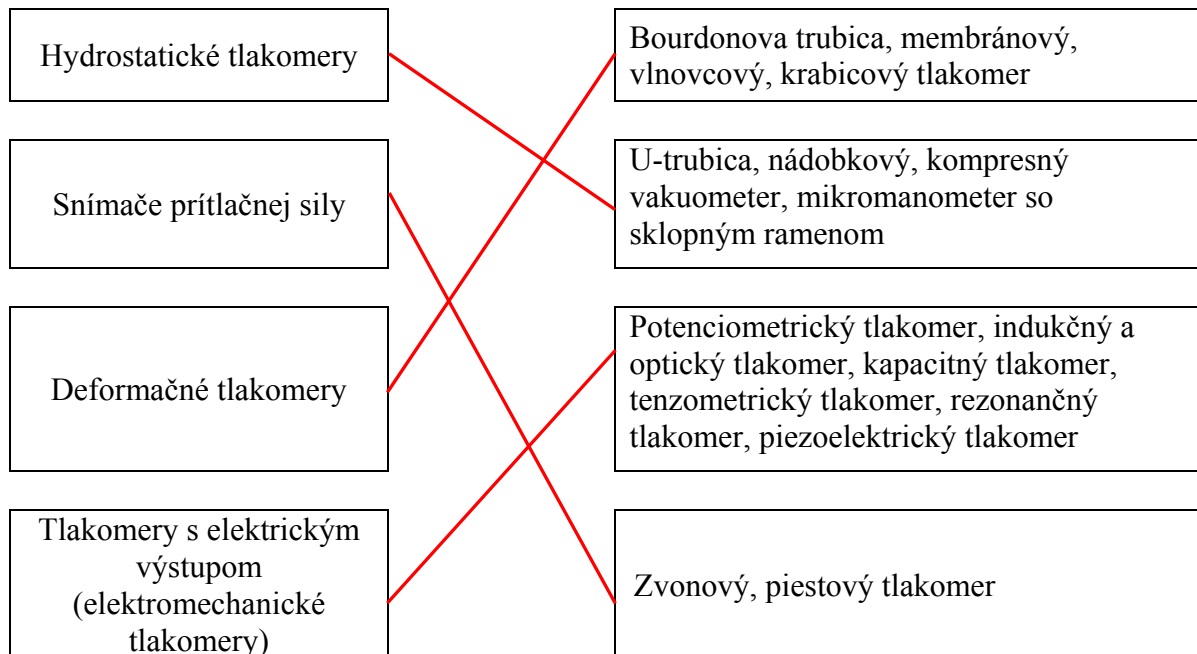 Hydrostatické tlakomery
Bourdonova trubica, membránový,
vlnovcový, krabicový tlakomer
Snímače prítlačnej sily
U-trubica, nádobkový, kompresný
vakuometer, mikromanometer so
sklopným ramenom
Deformačné tlakomery
Potenciometrický tlakomer, indukčný a
optický tlakomer, kapacitný tlakomer,
tenzometrický tlakomer, rezonančný
tlakomer, piezoelektrický tlakomer
Tlakomery s elektrickým
výstupom
(elektromechanické
tlakomery)
Zvonový, piestový tlakomer